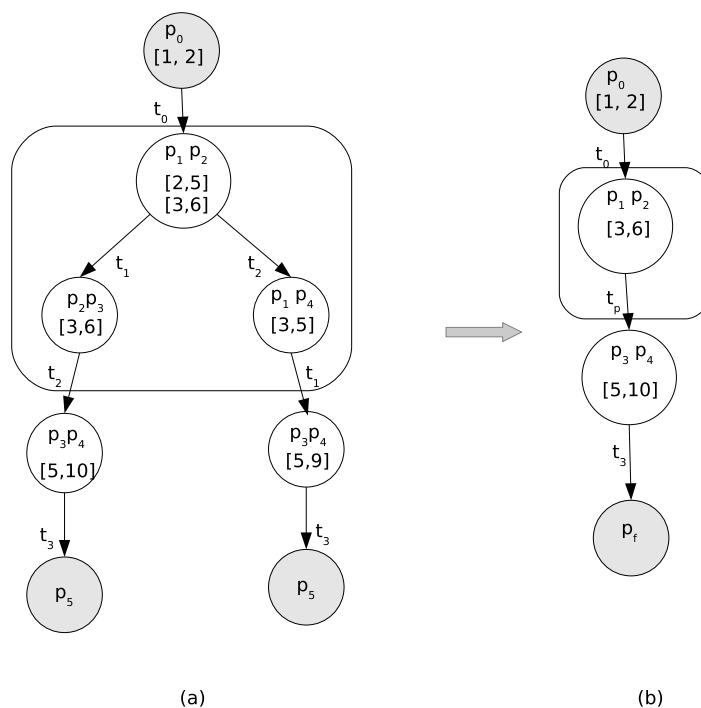 p0
[1, 2]
t0
p1 p2
[2,5]
[3,6]
t1
t2
p2p3
[3,6]
p1 p4
[3,5]
t2
t1
p3p4
[5,10]
p3p4
[5,9]
t3
t3
p5
p5
(a)
p0
[1, 2]
t0
p1 p2
[3,6]
tp
p3 p4
[5,10]
t3
pf
(b)